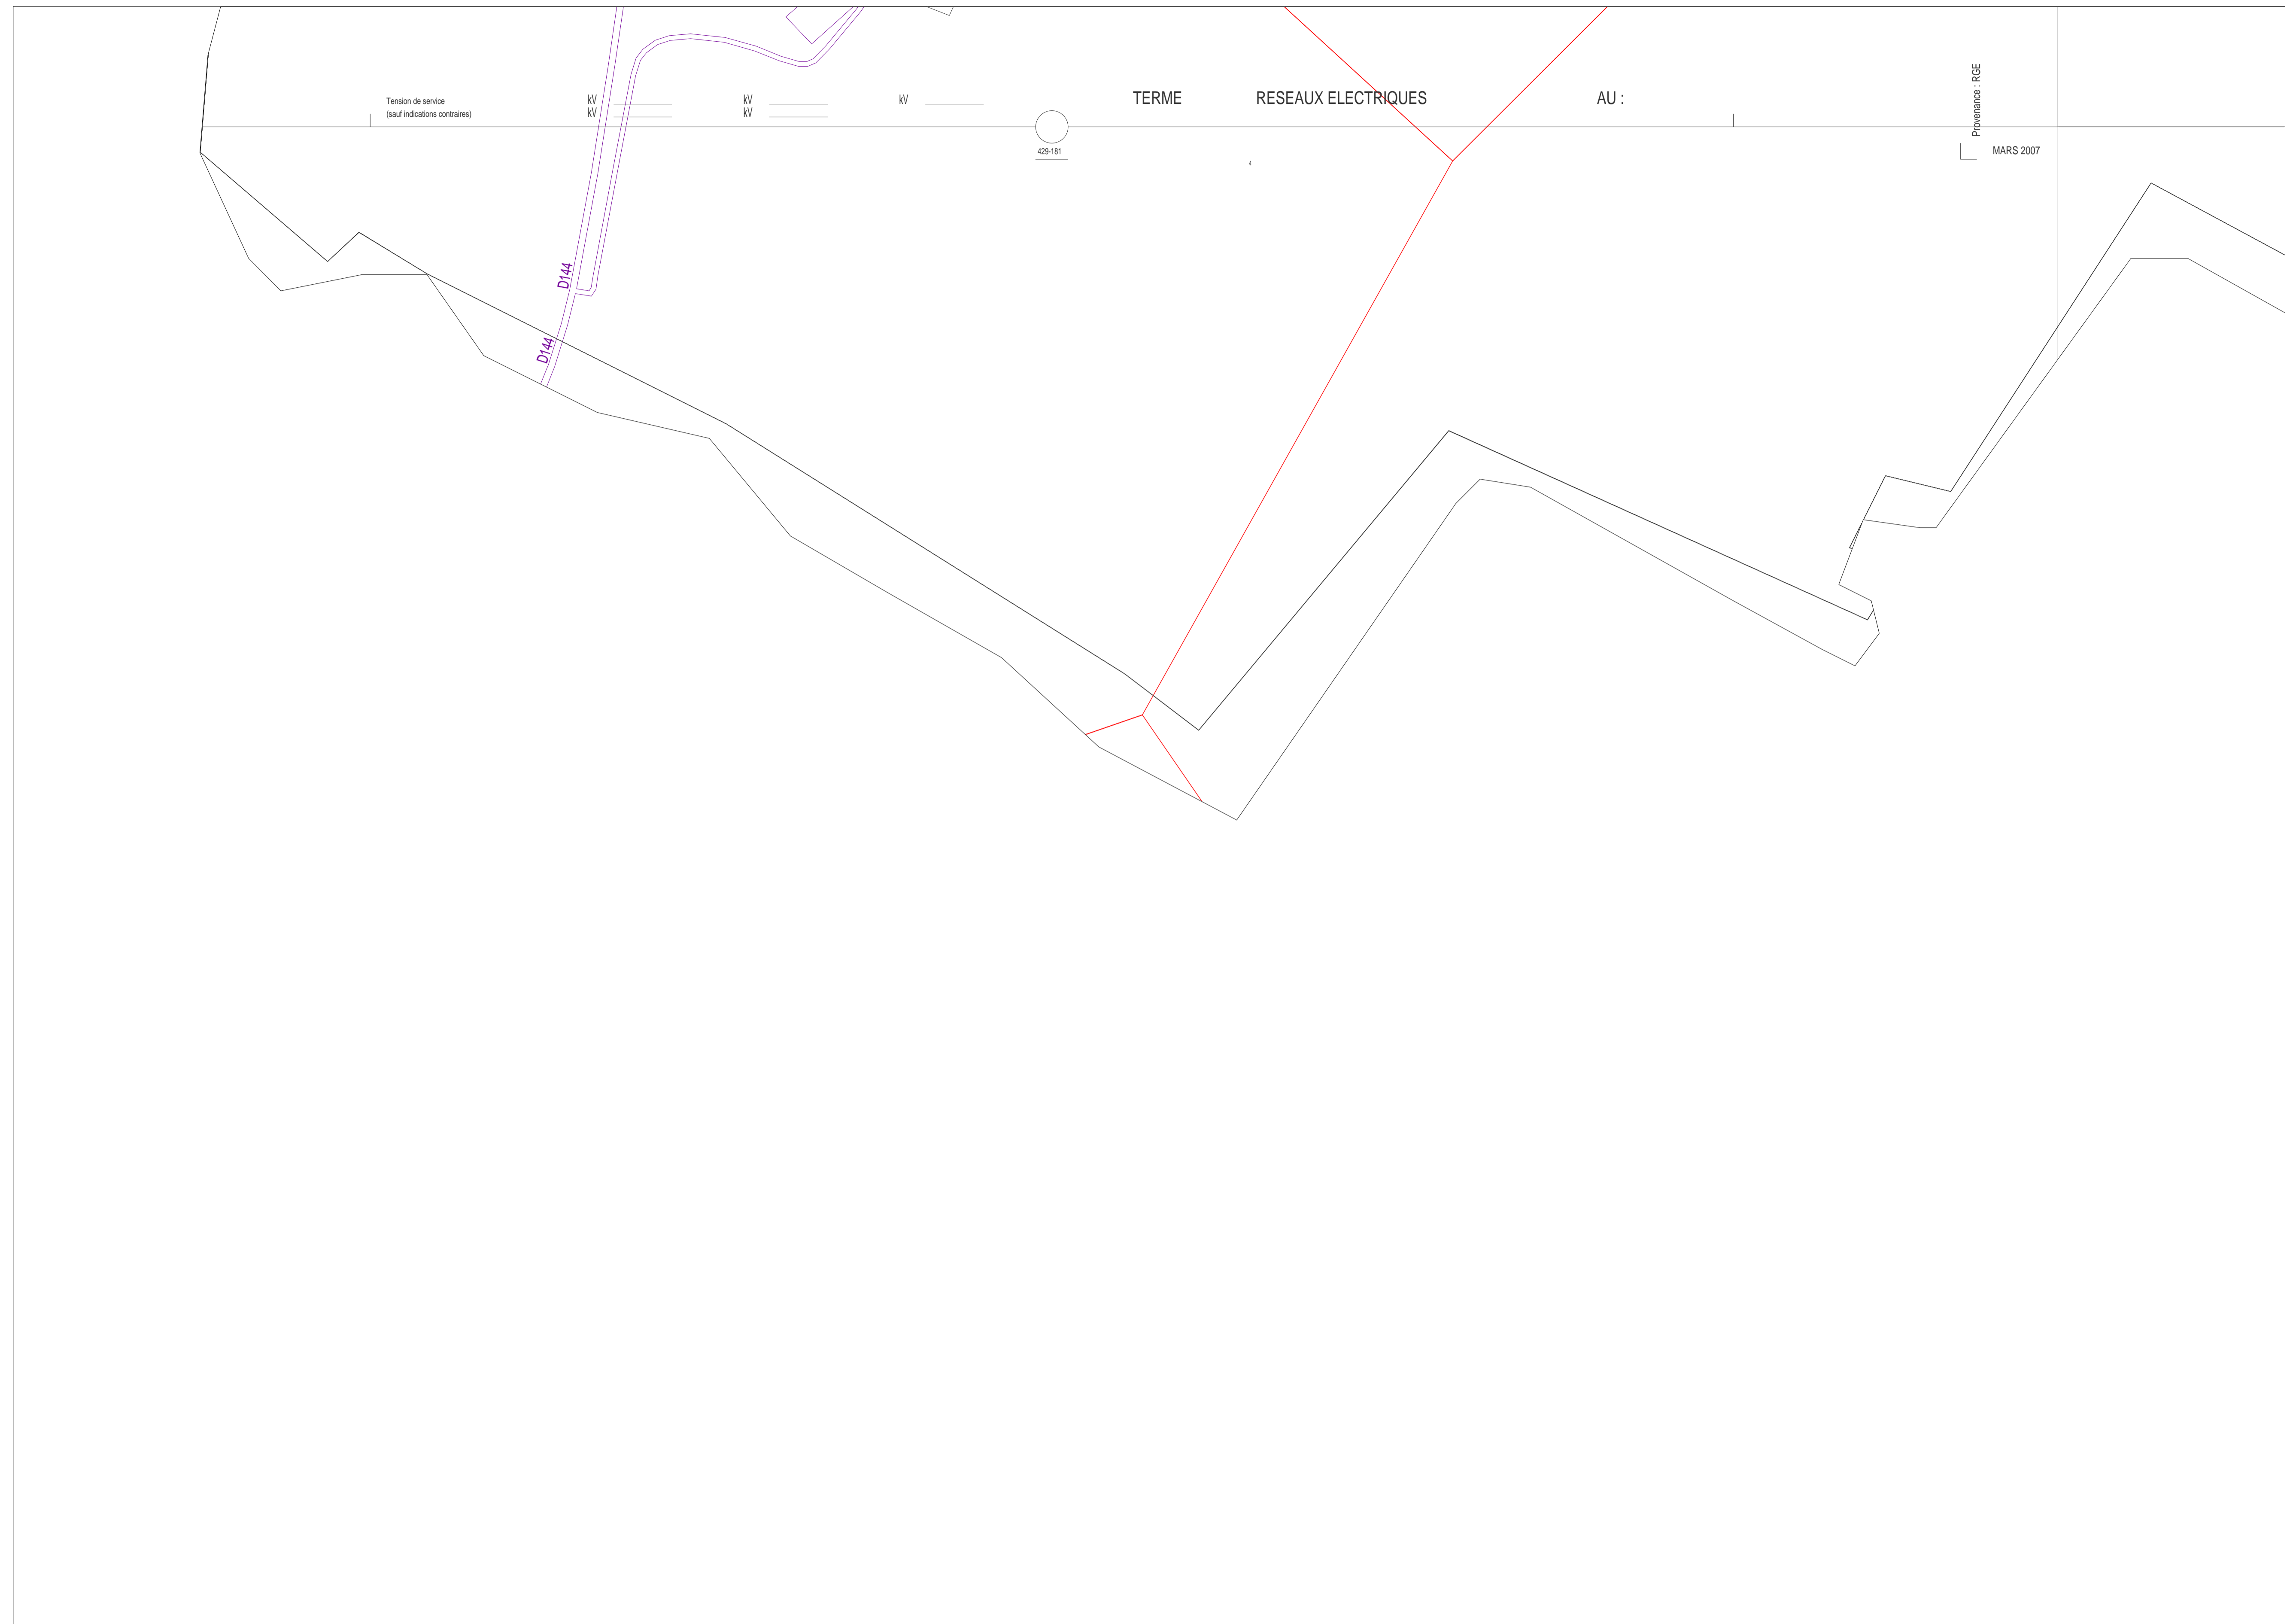 Tension de service
(sauf indications contraires)
kV
kV
kV
kV
kV
TERME
RESEAUX ELECTRIQUES
AU :
Provenance : RGE
429-181
4
MARS 2007
D144
D144